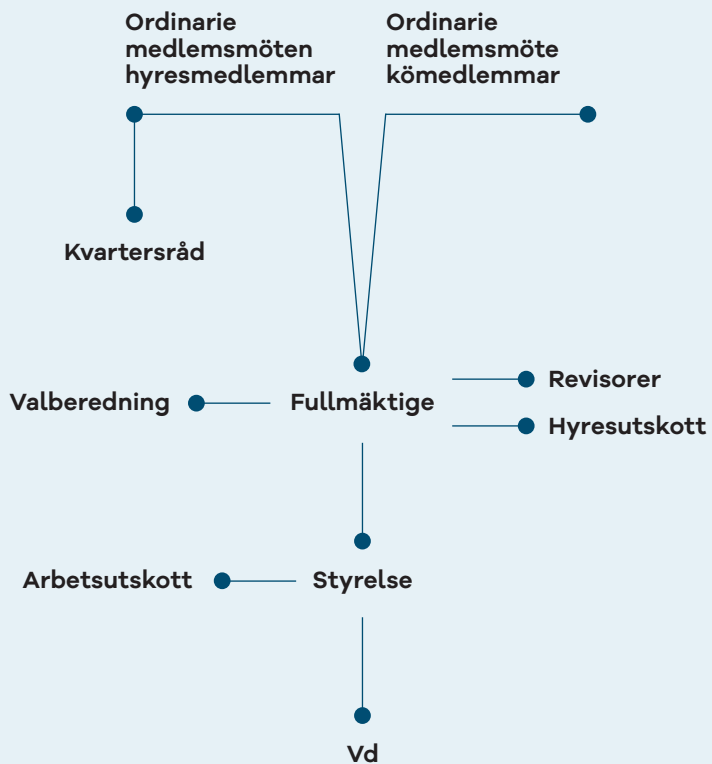 Ordinarie
medlemsmöten
hyresmedlemmar
Ordinarie
medlemsmöte
kömedlemmar
Kvartersråd
Valberedning
Fullmäktige
Revisorer
Hyresutskott
Arbetsutskott
Styrelse
Vd